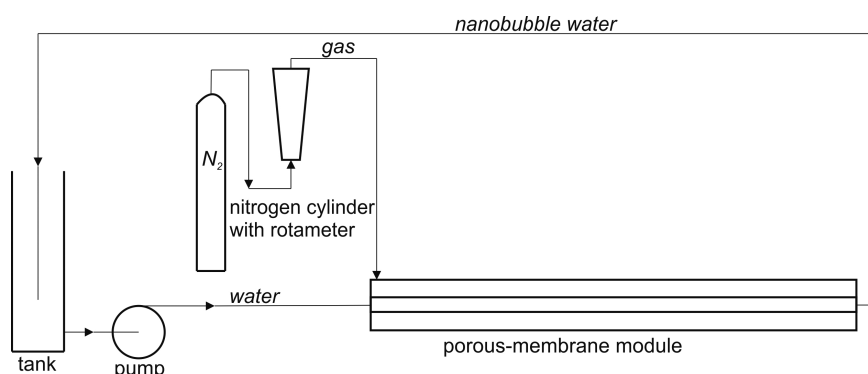 nanobubble water
gas
N2
nitrogen cylinder
with rotameter
water
porous-membrane module
tank
pump